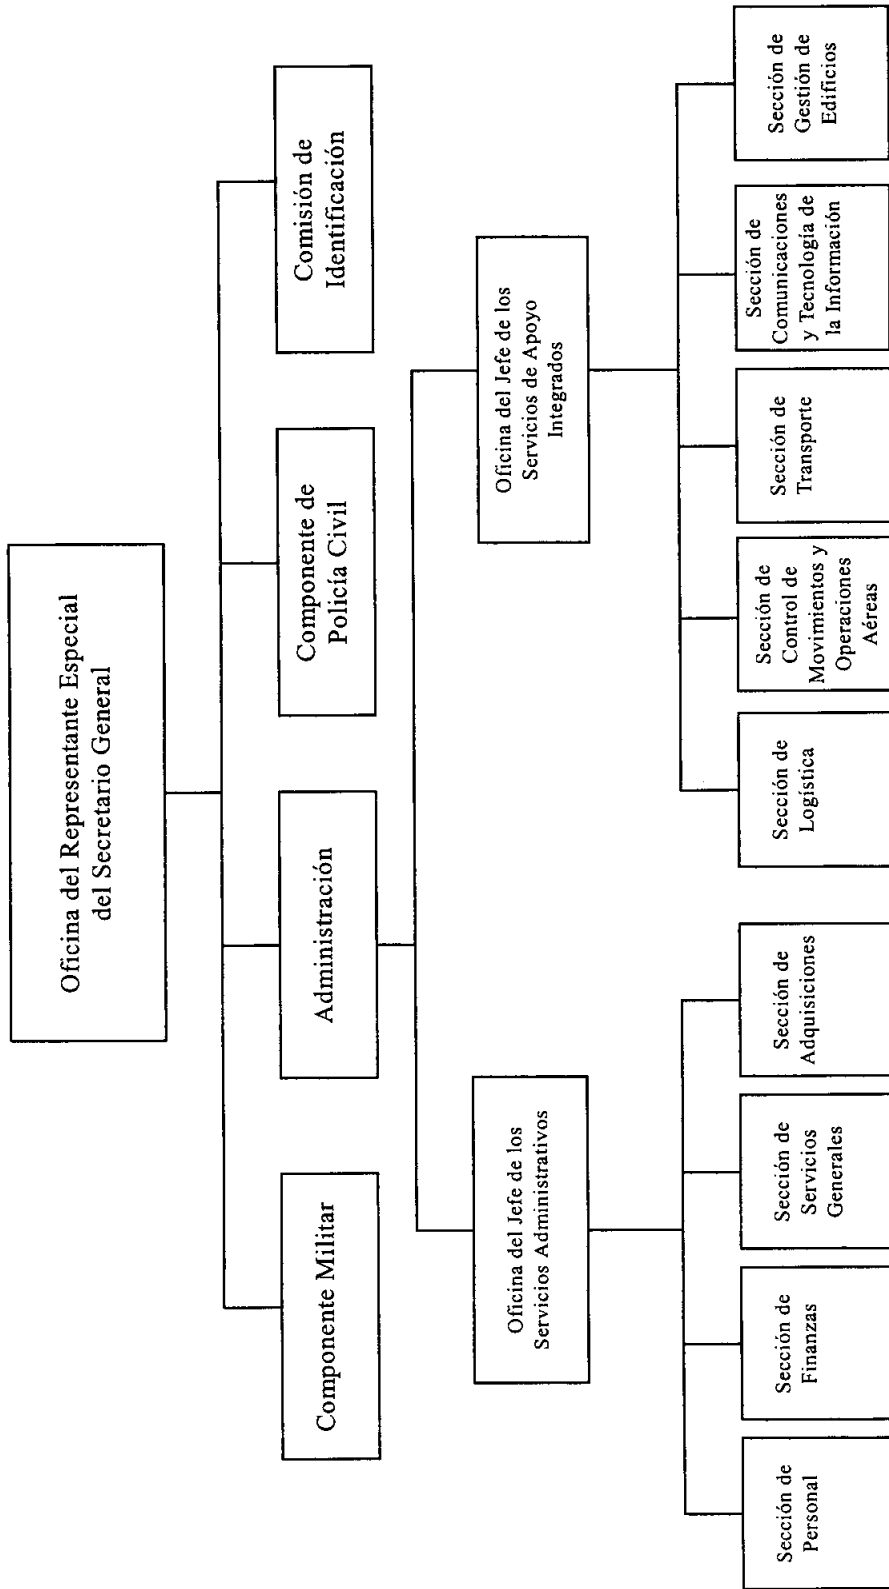 Oficina del Representante Especial
del Secretario General
Componente Militar
Administración
Componente de
Policía Civil
Comisión de
Identificación
Oficina del Jefe de los
Servicios Administrativos
Oficina del Jefe de los
Servicios de Apoyo
Integrados
Sección de
Personal
Sección de
Finanzas
Sección de
Servicios
Generales
Sección de
Adquisiciones
Sección de
Logística
Sección de
Control de
Movimientos y
Operaciones
Aéreas
Sección de
Transporte
Sección de
Comunicaciones
y Tecnología de
la Información
Sección de
Gestión de
Edificios